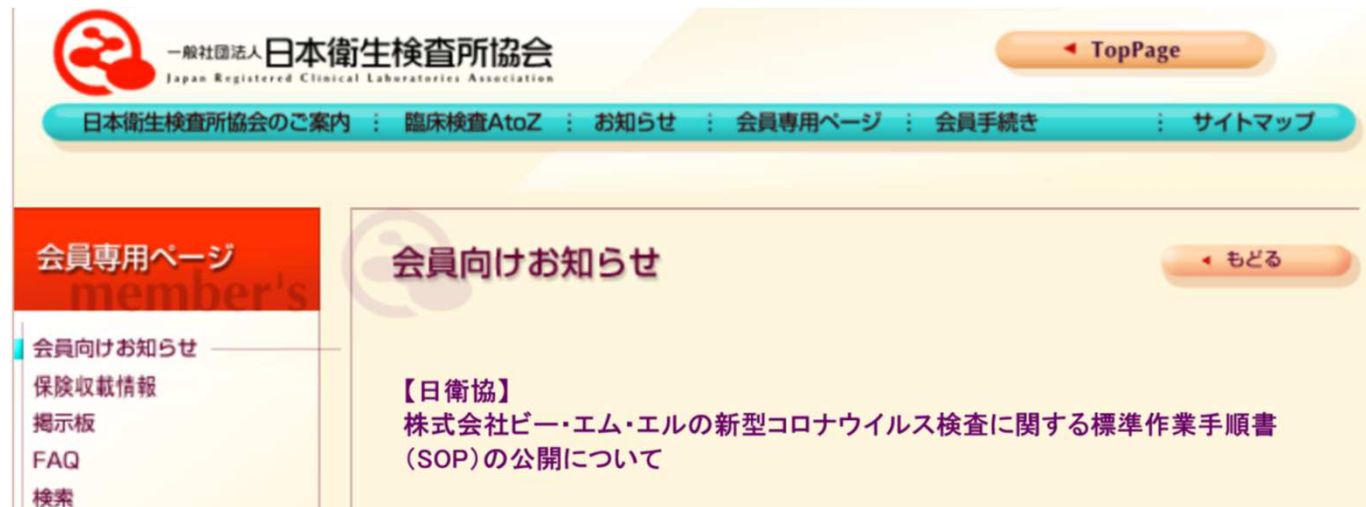 一般社団法人日本衛生検査所協会
Japan Registered Clinical Laboratories Association
◀ TopPage
日本衛生検査所協会のご案内 ： 臨床検査AtoZ ： お知らせ ： 会員専用ページ ： 会員手続き ： サイトマップ
会員専用ページ
member's
会員向けお知らせ
◀ もどる
会員向けお知らせ
保険収載情報
掲示板
FAQ
検索
【日衛協】
株式会社ビー・エム・エルの新型コロナウイルス検査に関する標準作業手順書
（SOP）の公開について